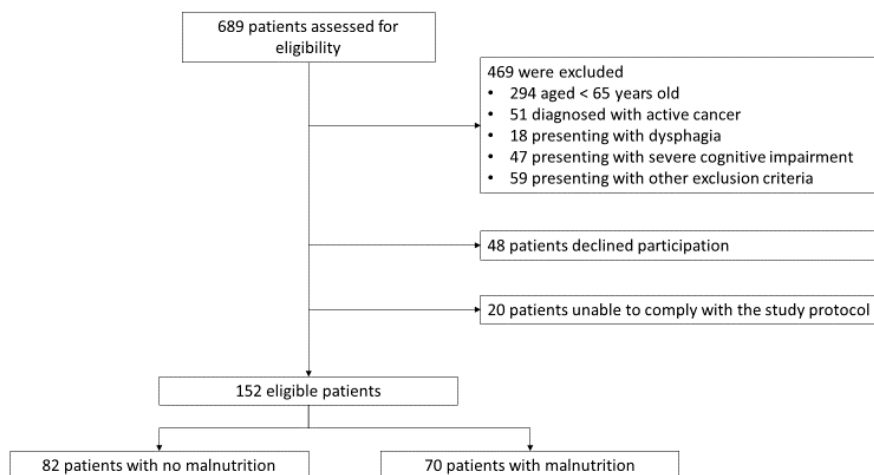 689 patients assessed for
eligibility
469 were excluded
• 294 aged < 65 years old
• 51 diagnosed with active cancer
• 18 presenting with dysphagia
• 47 presenting with severe cognitive impairment
• 59 presenting with other exclusion criteria
48 patients declined participation
20 patients unable to comply with the study protocol
152 eligible patients
82 patients with no malnutrition
70 patients with malnutrition